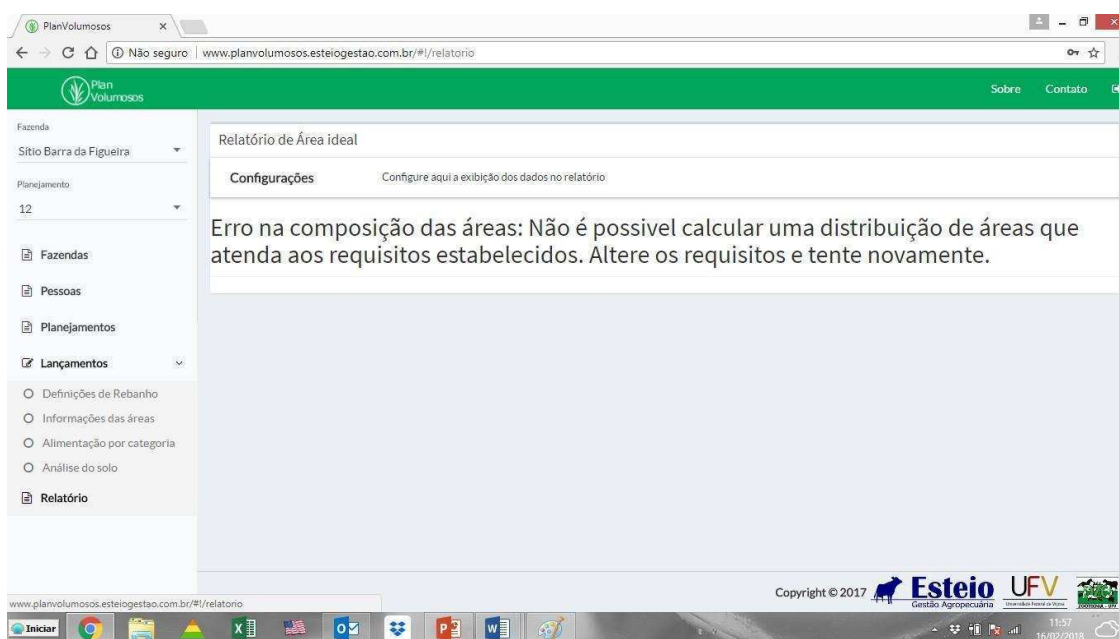 PlanVolumosos
Não seguro www.planvolumosos.esteiogestao.com.br/#!/relatorio
Plan
Volumosos
Sobre Contato
Fazenda
Sítio Barra da Figueira
Planejamento
12
Fazendas
Pessoas
Planejamentos
Lançamentos
Definições de Rebanho
Informações das áreas
Alimentação por categoria
Análise do solo
Relatório
Relatório de Área ideal
Configurações Configure aqui a exibição dos dados no relatório
Erro na composição das áreas: Não é possivel calcular uma distribuição de áreas que
atenda aos requisitos estabelecidos. Altere os requisitos e tente novamente.
Copyright © 2017 Esteio UFV
Gestão Agropecuária Universidade Federal de Viçosa
www.planvolumosos.esteiogestao.com.br/#!/relatorio
Iniciar
11:57
16/02/2018